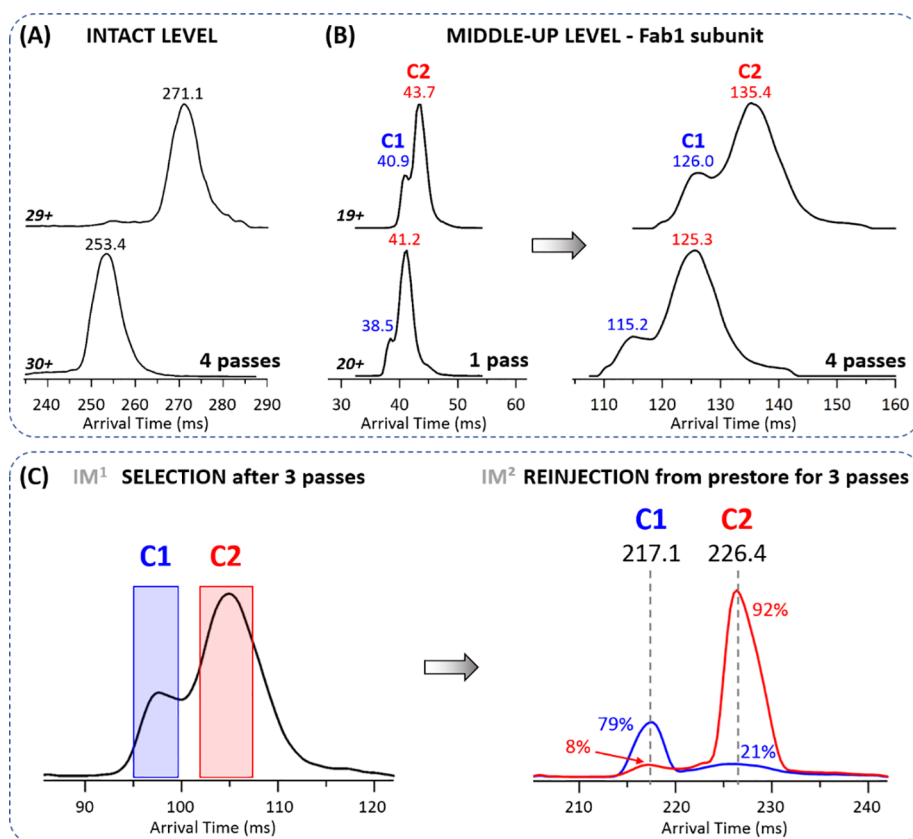 (A) INTACT LEVEL
271.1
29+
253.4
30+
4 passes
240 250 260 270 280 290
Arrival Time (ms)
(B) MIDDLE-UP LEVEL - Fab1 subunit
C2
43.7
C1
40.9
19+
41.2
38.5
20+
1 pass
30 40 50 60
Arrival Time (ms)
C2
135.4
C1
126.0
125.3
115.2
4 passes
110 120 130 140 150 160
Arrival Time (ms)
(C) IM¹ SELECTION after 3 passes
C1 C2
90 100 110 120
Arrival Time (ms)
IM² REINJECTION from prestore for 3 passes
C1 C2
217.1 226.4
92%
79%
8%
21%
210 220 230 240
Arrival Time (ms)